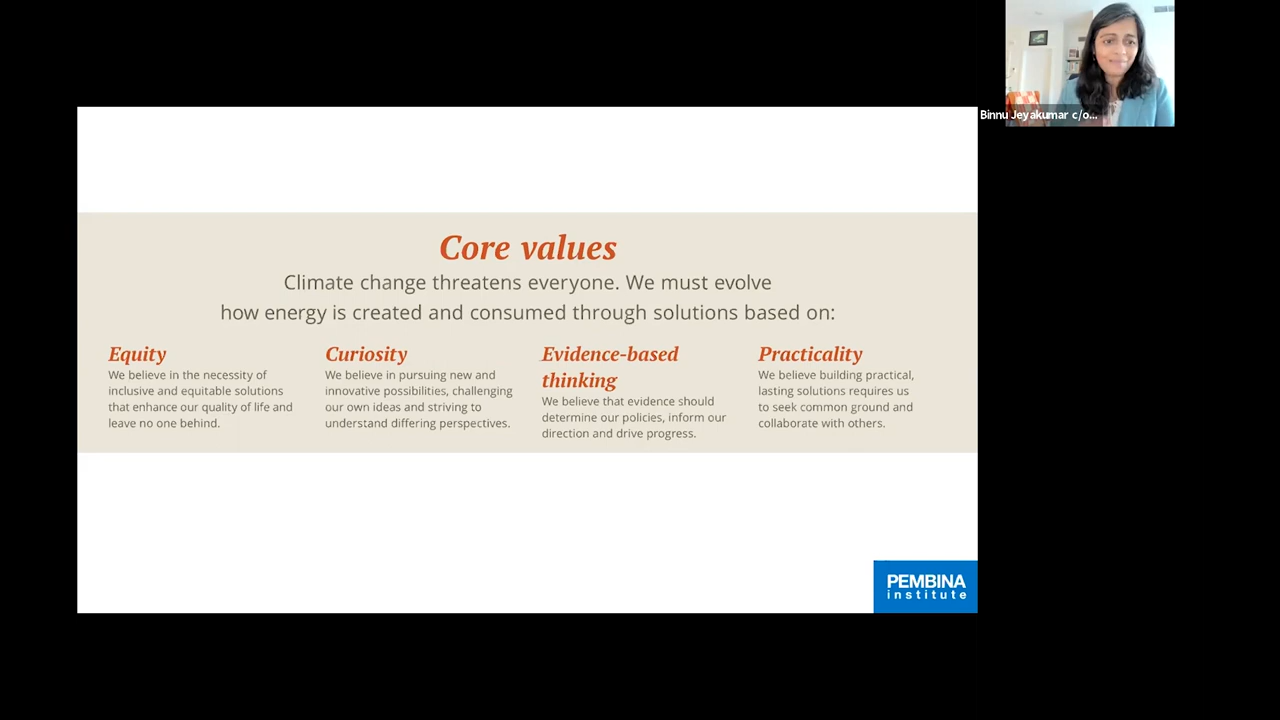 Binnu Jeyakumar c/o...
Core values
Climate change threatens everyone. We must evolve
how energy is created and consumed through solutions based on:
Equity
We believe in the necessity of
inclusive and equitable solutions
that enhance our quality of life and
leave no one behind.
Curiosity
We believe in pursuing new and
innovative possibilities, challenging
our own ideas and striving to
understand differing perspectives.
Evidence-based
thinking
We believe that evidence should
determine our policies, inform our
direction and drive progress.
Practicality
We believe building practical,
lasting solutions requires us
to seek common ground and
collaborate with others.
PEMBINA
institute